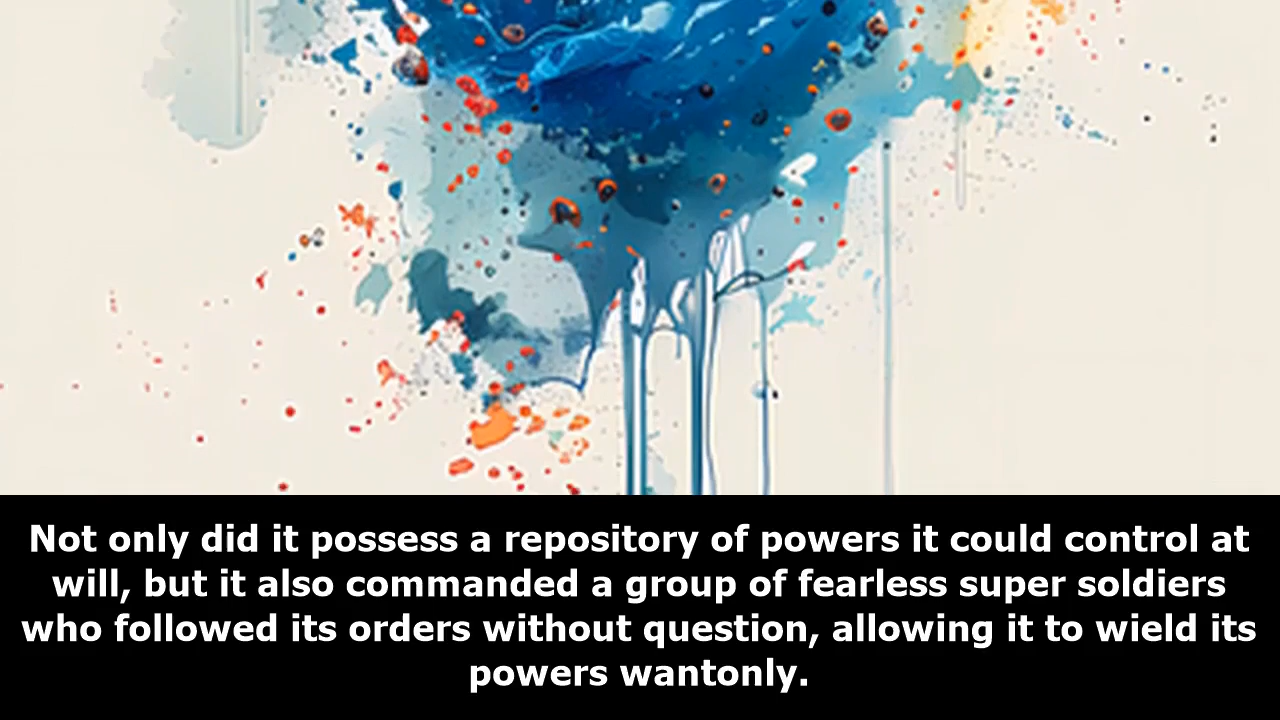 Not only did it possess a repository of powers it could control at
will, but it also commanded a group of fearless super soldiers
who followed its orders without question, allowing it to wield its
powers wantonly.